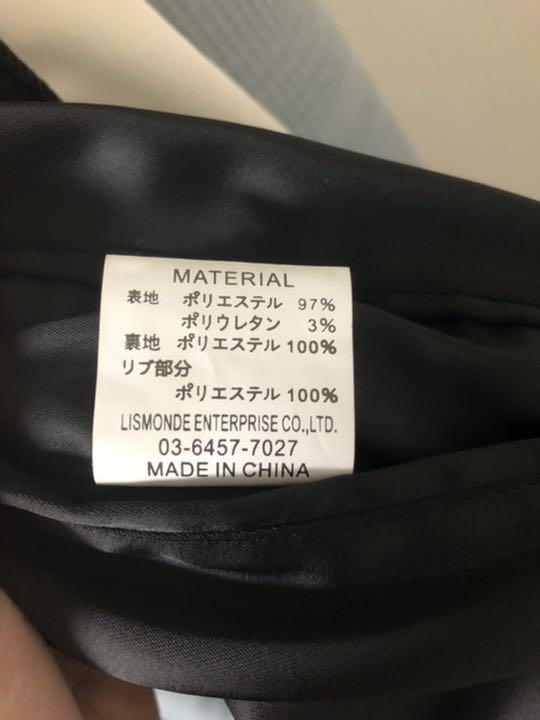 MATERIAL
表地 ポリエステル 97%
ポリウレタン 3%
裏地 ポリエステル 100%
リブ部分
ポリエステル 100%
LISMONDE ENTERPRISE CO.,LTD.
03-6457-7027
MADE IN CHINA